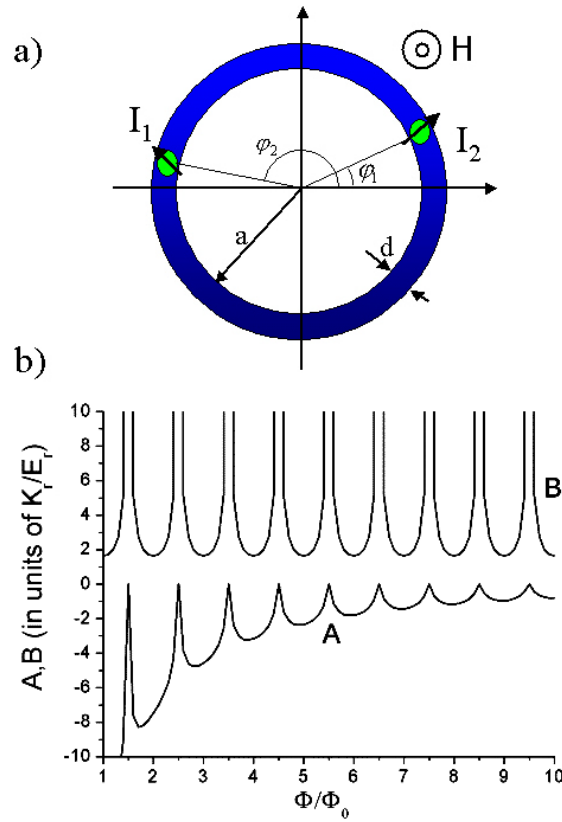 a)
H
I₁
I₂
φ₂
φ₁
a
d
b)
A,B (in units of Kᵣ/Eᵣ)
10
8
6
4
2
0
-2
-4
-6
-8
-10
B
A
1 2 3 4 5 6 7 8 9 10
Φ/Φ₀